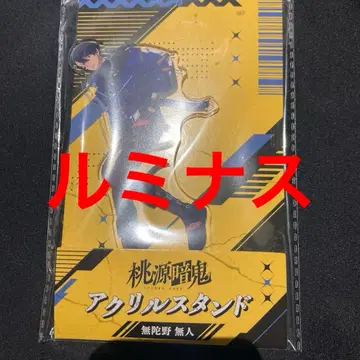 ルミナス
桃源暗鬼
アクリルスタンド
無陀野 無人